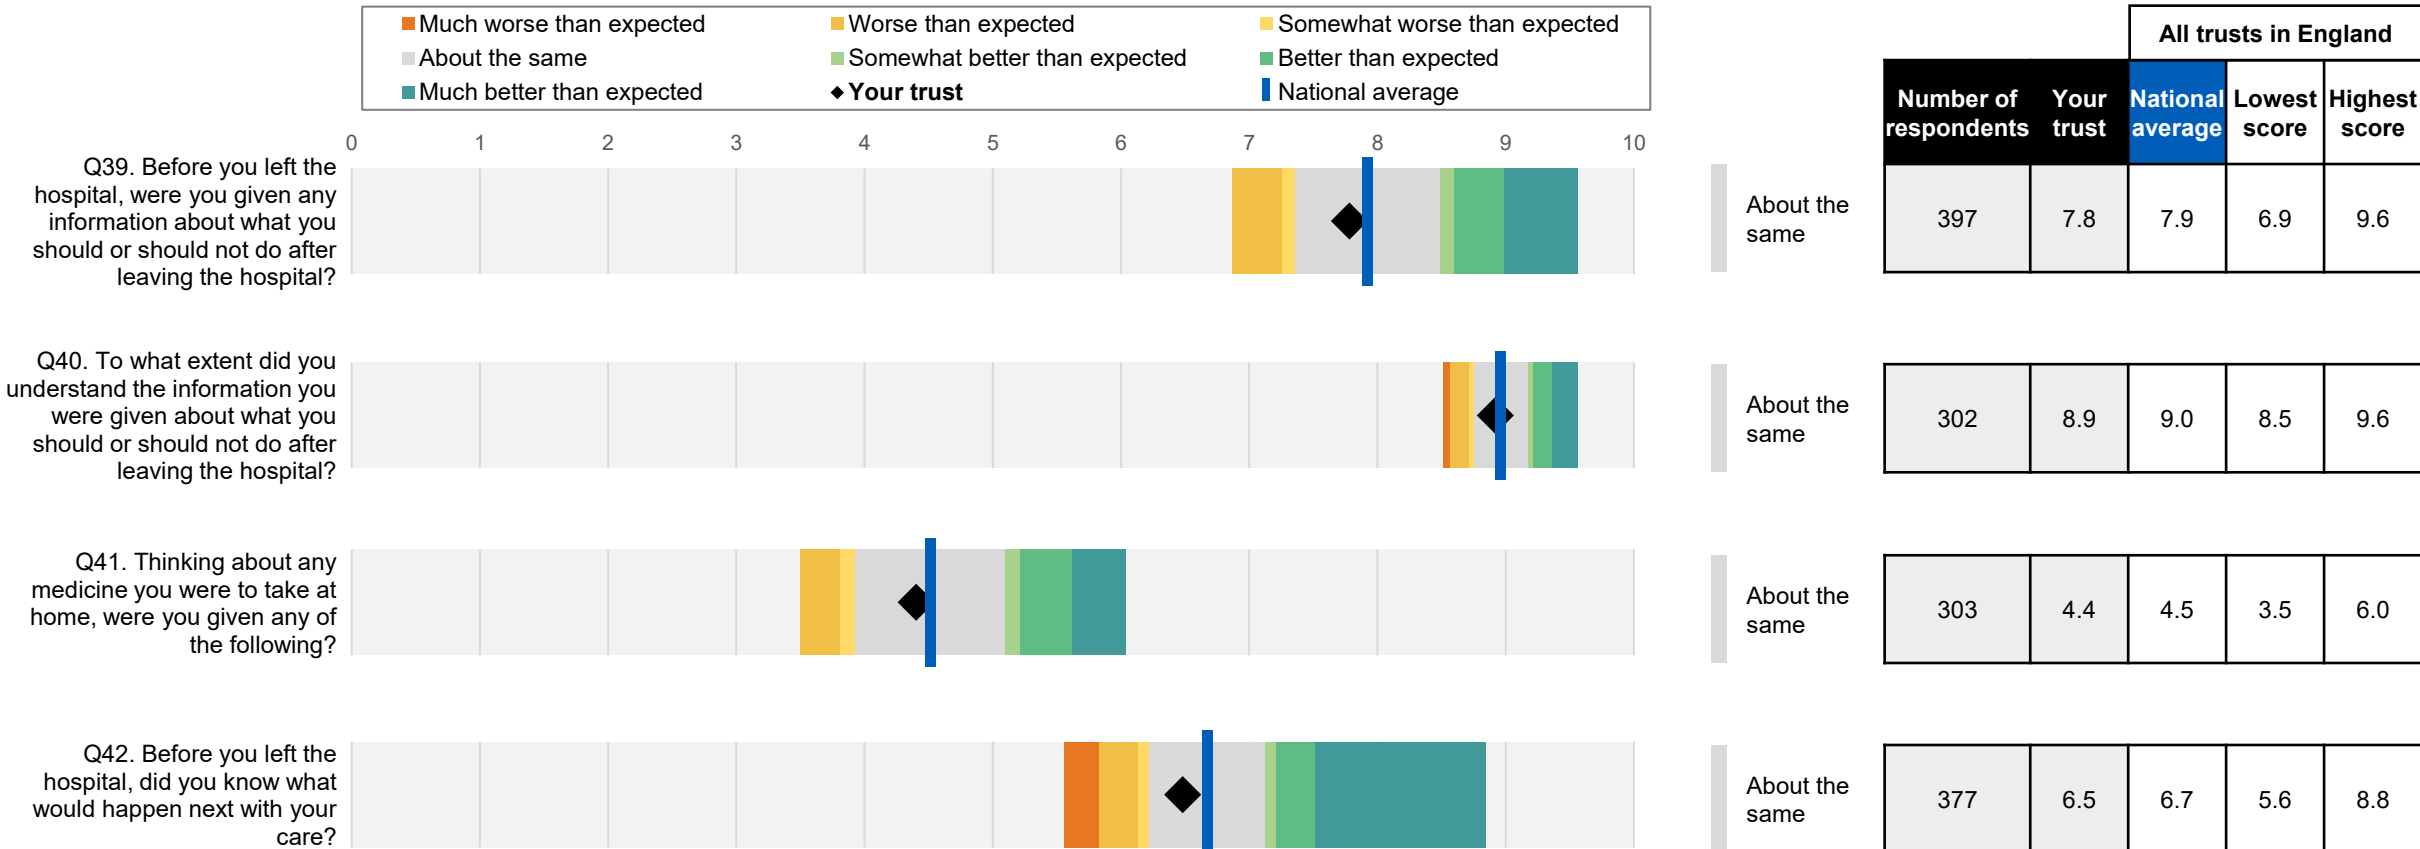 Much worse than expected
Worse than expected
Somewhat worse than expected
About the same
Somewhat better than expected
Better than expected
Much better than expected
Your trust
National average
All trusts in England
Number of respondents
Your trust
National average
Lowest score
Highest score
0 1 2 3 4 5 6 7 8 9 10
Q39. Before you left the
hospital, were you given any
information about what you
should or should not do after
leaving the hospital?
About the
same
397 7.8 7.9 6.9 9.6
Q40. To what extent did you
understand the information you
were given about what you
should or should not do after
leaving the hospital?
About the
same
302 8.9 9.0 8.5 9.6
Q41. Thinking about any
medicine you were to take at
home, were you given any of
the following?
About the
same
303 4.4 4.5 3.5 6.0
Q42. Before you left the
hospital, did you know what
would happen next with your
care?
About the
same
377 6.5 6.7 5.6 8.8